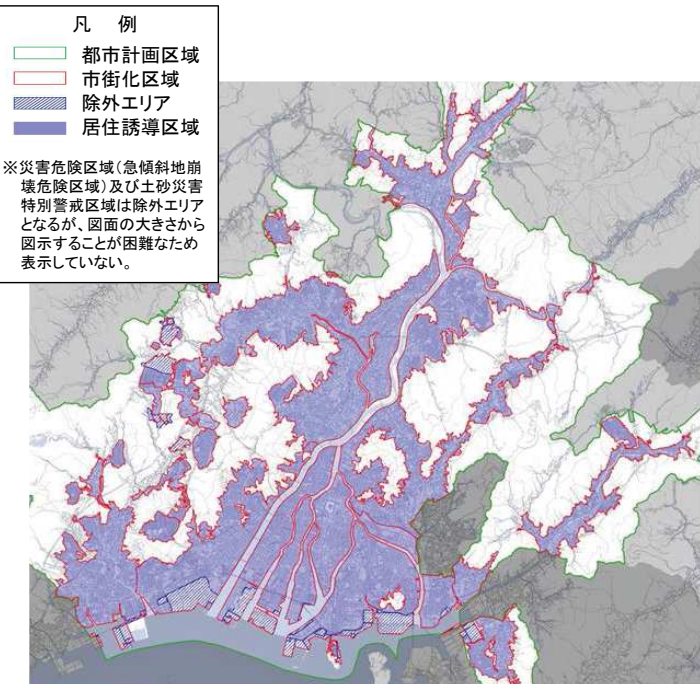 凡 例
都市計画区域
市街化区域
除外エリア
居住誘導区域
※災害危険区域(急傾斜地崩
壊危険区域)及び土砂災害
特別警戒区域は除外エリア
となるが、図面の大きさから
図示することが困難なため
表示していない。